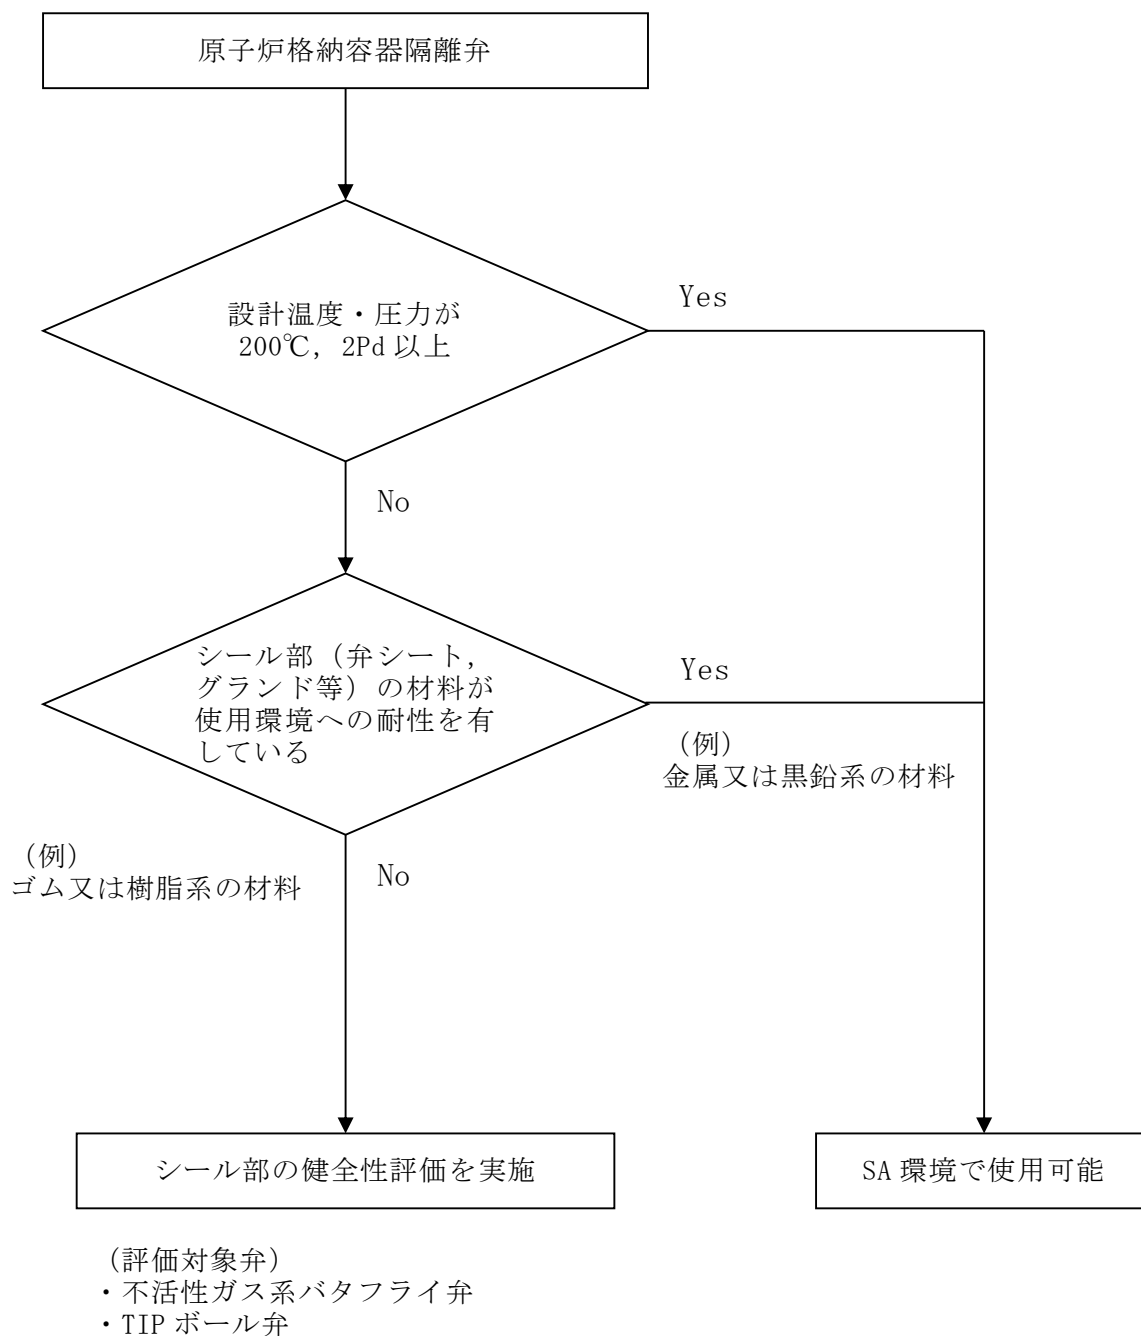 原子炉格納容器隔離弁
設計温度・圧力が
200℃, 2Pd 以上
Yes
No
シール部（弁シート,
グランド等）の材料が
使用環境への耐性を有
している
Yes
（例）
金属又は黒鉛系の材料
（例）
ゴム又は樹脂系の材料
No
シール部の健全性評価を実施
SA 環境で使用可能
（評価対象弁）
・不活性ガス系バタフライ弁
・TIP ボール弁